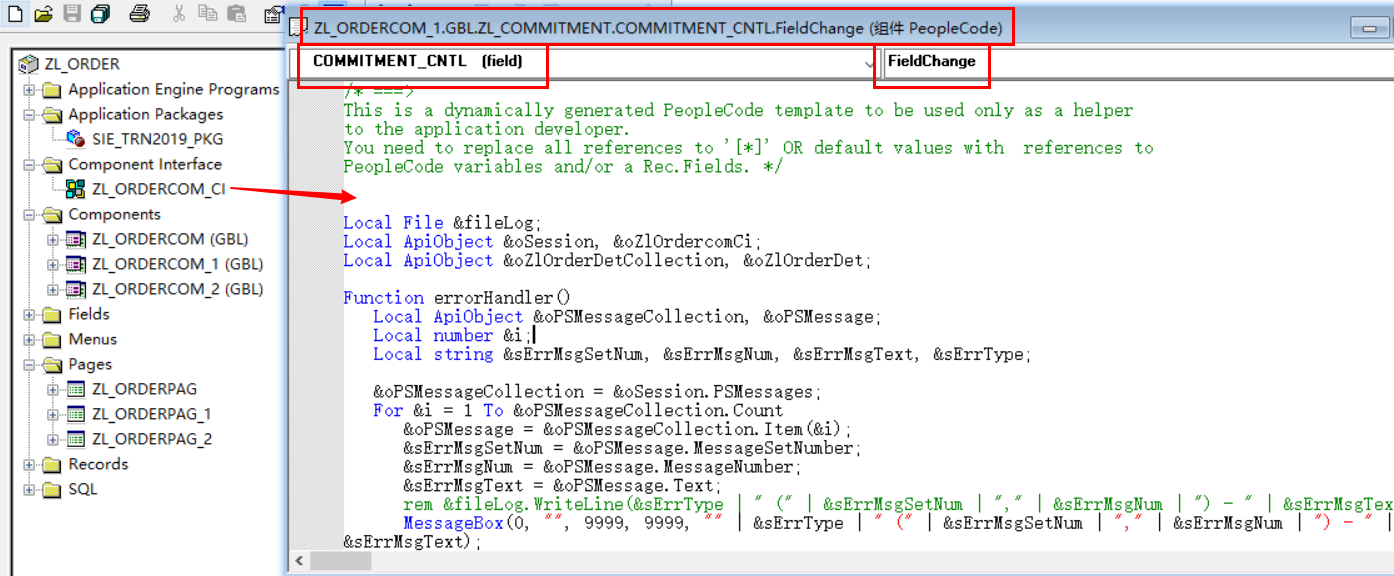 ZL_ORDERCOM_1.GBL.ZL_COMMITMENT.COMMITMENT_CNTL.FieldChange (组件 PeopleCode)
COMMITMENT_CNTL (field)
FieldChange
ZL_ORDER
Application Engine Programs
Application Packages
SIE_TRN2019_PKG
Component Interface
ZL_ORDERCOM_CI
Components
ZL_ORDERCOM (GBL)
ZL_ORDERCOM_1 (GBL)
ZL_ORDERCOM_2 (GBL)
Fields
Menus
Pages
ZL_ORDERPAG
ZL_ORDERPAG_1
ZL_ORDERPAG_2
Records
SQL
/* ===>
This is a dynamically generated PeopleCode template to be used only as a helper
to the application developer.
You need to replace all references to '[*]' OR default values with references to
PeopleCode variables and/or a Rec.Fields. */
Local File &fileLog;
Local ApiObject &oSession, &oZlOrdercomCi;
Local ApiObject &oZlOrderDetCollection, &oZlOrderDet;
Function errorHandler()
Local ApiObject &oPSMessageCollection, &oPSMessage;
Local number &i;
Local string &sErrMsgSetNum, &sErrMsgNum, &sErrMsgText, &sErrType;
&oPSMessageCollection = &oSession.PSMessages;
For &i = 1 To &oPSMessageCollection.Count
&oPSMessage = &oPSMessageCollection.Item(&i);
&sErrMsgSetNum = &oPSMessage.MessageSetNumber;
&sErrMsgNum = &oPSMessage.MessageNumber;
&sErrMsgText = &oPSMessage.Text;
rem &fileLog.WriteLine(&sErrType | " (" | &sErrMsgSetNum | "," | &sErrMsgNum | ") - " | &sErrMsgTex
MessageBox(0, "", 9999, 9999, "" | &sErrType | " (" | &sErrMsgSetNum | "," | &sErrMsgNum | ") - " |
&sErrMsgText);